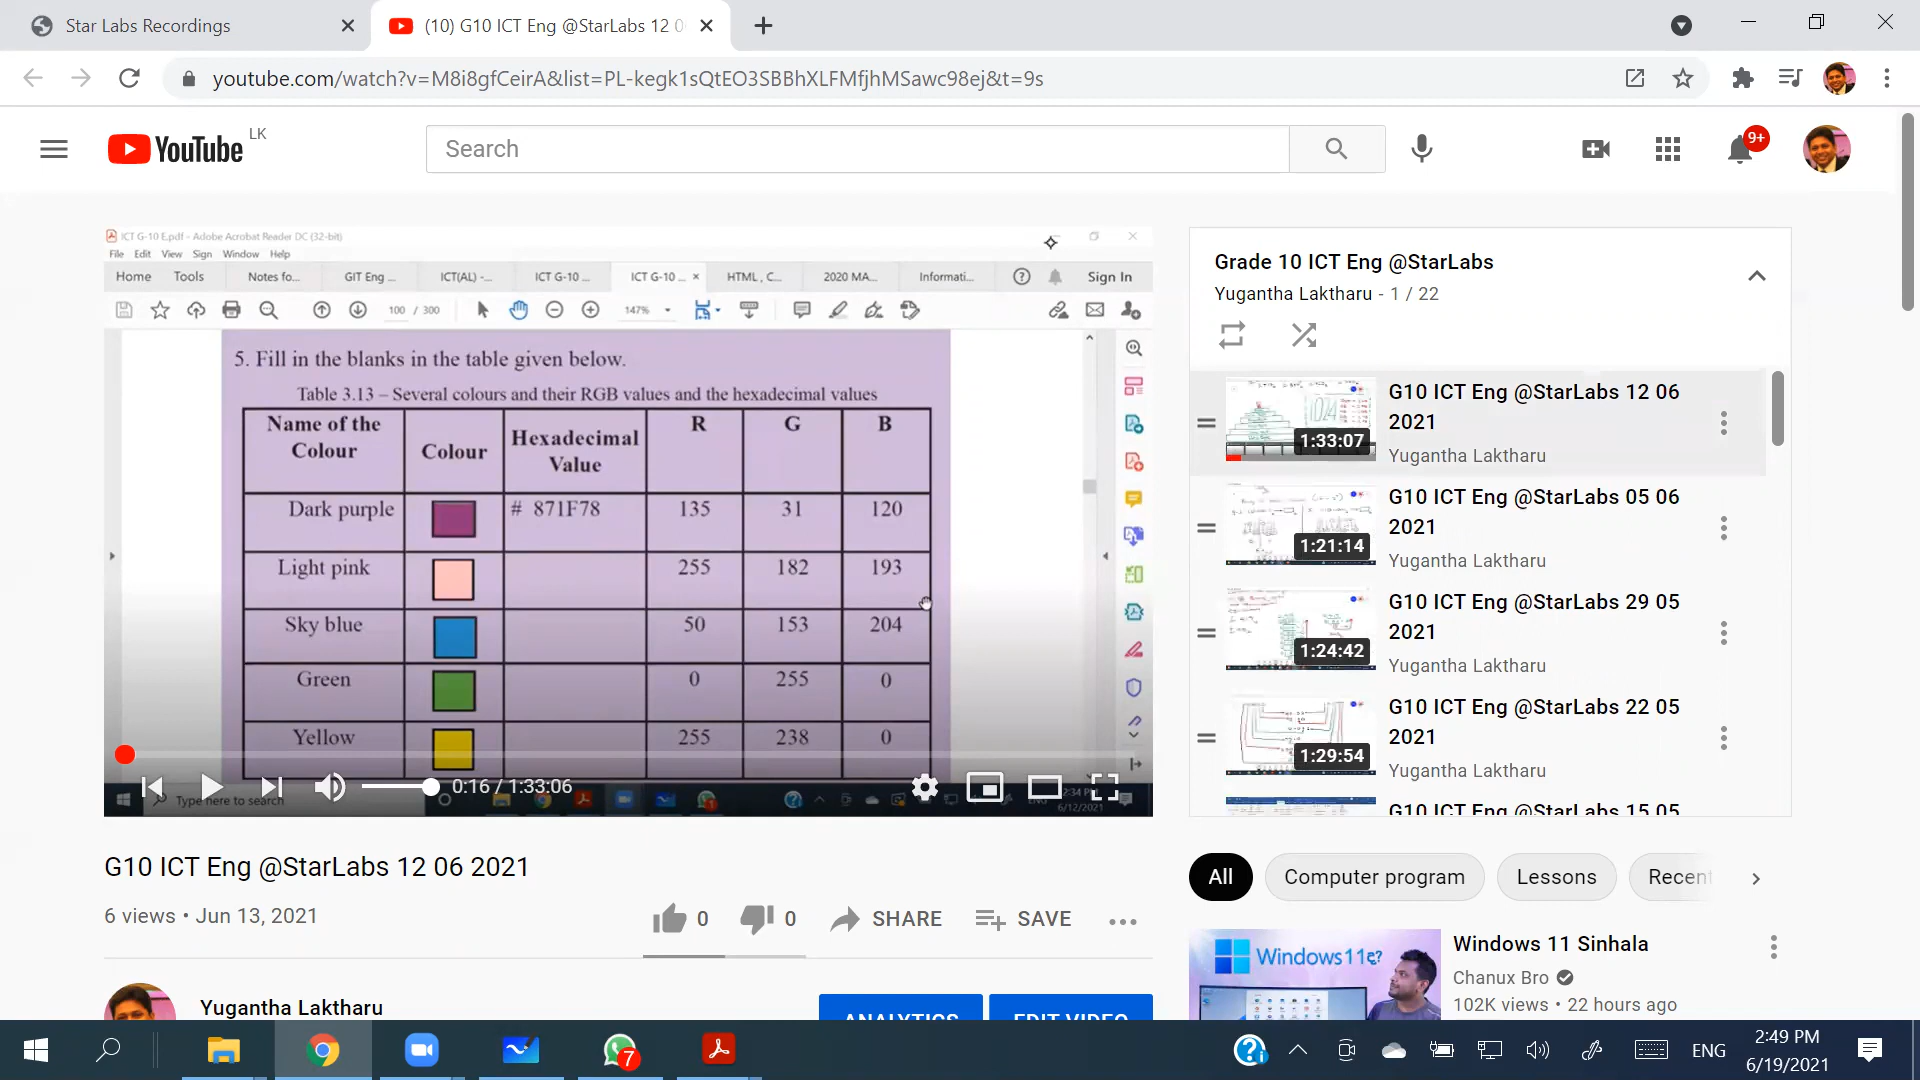 Star Labs Recordings
(10) G10 ICT Eng @StarLabs 12 0
youtube.com/watch?v=M8i8gfCeirA&list=PL-kegk1sQtEO3SBBhXLFMfjhMSawc98ej&t=9s
YouTube LK
Search
9+
ICT G-10 E.pdf - Adobe Acrobat Reader DC (32-bit)
File Edit View Sign Window Help
Home Tools Notes fo... GIT Eng ... ICT(AL) -... ICT G-10 ... ICT G-10 ... HTML , C... 2020 MA... Informati... Sign In
100 / 300 147%
5. Fill in the blanks in the table given below.
Table 3.13 – Several colours and their RGB values and the hexadecimal values
Name of the Colour Colour Hexadecimal Value R G B
Dark purple # 871F78 135 31 120
Light pink 255 182 193
Sky blue 50 153 204
Green 0 255 0
Yellow 255 238 0
0:16 / 1:33:06
Type here to search
2:34 PM
6/12/2021
Grade 10 ICT Eng @StarLabs
Yugantha Laktharu - 1 / 22
G10 ICT Eng @StarLabs 12 06
2021
1:33:07
Yugantha Laktharu
G10 ICT Eng @StarLabs 05 06
2021
1:21:14
Yugantha Laktharu
G10 ICT Eng @StarLabs 29 05
2021
1:24:42
Yugantha Laktharu
G10 ICT Eng @StarLabs 22 05
2021
1:29:54
Yugantha Laktharu
G10 ICT Eng @StarLabs 15 05
G10 ICT Eng @StarLabs 12 06 2021
6 views • Jun 13, 2021
0 0 SHARE SAVE
Yugantha Laktharu
ANALYTICS EDIT VIDEO
All Computer program Lessons Recent
Windows 11ද?
Windows 11 Sinhala
Chanux Bro
102K views • 22 hours ago
7
ENG
2:49 PM
6/19/2021